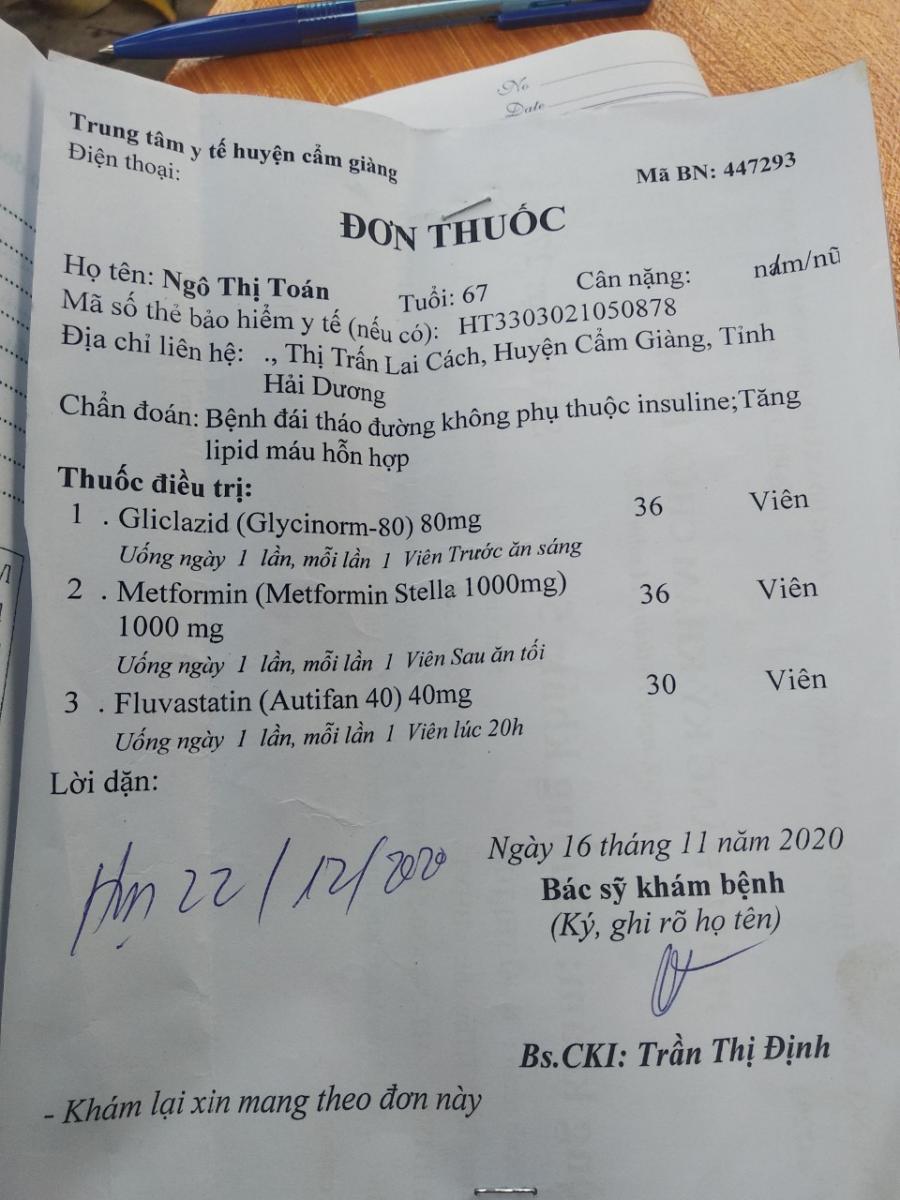 No
Date
Trung tâm y tế huyện cẩm giàng
Điện thoại:
Mã BN: 447293
ĐƠN THUỐC
Họ tên: Ngô Thị Toán Tuổi: 67 Cân nặng: nam/nữ
Mã số thẻ bảo hiểm y tế (nếu có): HT3303021050878
Địa chỉ liên hệ: ., Thị Trấn Lai Cách, Huyện Cẩm Giàng, Tỉnh
Hải Dương
Chẩn đoán: Bệnh đái tháo đường không phụ thuộc insuline;Tăng
lipid máu hỗn hợp
Thuốc điều trị:
1 . Gliclazid (Glycinorm-80) 80mg 36 Viên
Uống ngày 1 lần, mỗi lần 1 Viên Trước ăn sáng
2 . Metformin (Metformin Stella 1000mg) 36 Viên
1000 mg
Uống ngày 1 lần, mỗi lần 1 Viên Sau ăn tối
3 . Fluvastatin (Autifan 40) 40mg 30 Viên
Uống ngày 1 lần, mỗi lần 1 Viên lúc 20h
Lời dặn:
Hẹn 22/12/2020
Ngày 16 tháng 11 năm 2020
Bác sỹ khám bệnh
(Ký, ghi rõ họ tên)
Bs.CKI: Trần Thị Định
- Khám lại xin mang theo đơn này